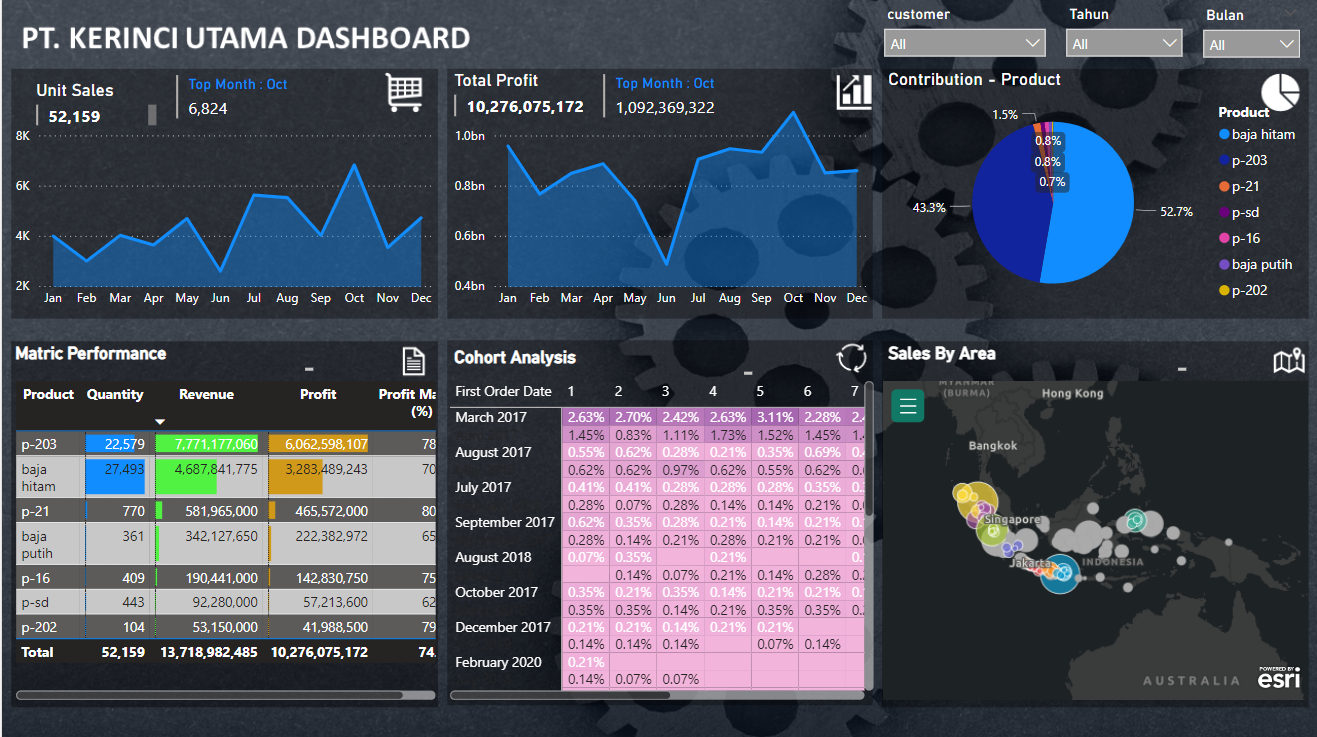 PT. KERINCI UTAMA DASHBOARD
customer
All
Tahun
All
Bulan
All
Unit Sales
52,159
Top Month : Oct
6,824
8K
6K
4K
2K
Jan Feb Mar Apr May Jun Jul Aug Sep Oct Nov Dec
Total Profit
10,276,075,172
Top Month : Oct
1,092,369,322
1.0bn
0.8bn
0.6bn
0.4bn
Jan Feb Mar Apr May Jun Jul Aug Sep Oct Nov Dec
Contribution - Product
1.5%
0.8%
0.8%
0.7%
43.3%
52.7%
Product
baja hitam
p-203
p-21
p-sd
p-16
baja putih
p-202
Matric Performance
Product Quantity Revenue Profit Profit Ma
(%)
p-203 22,579 7,771,177,060 6,062,598,107 78
baja hitam 27,493 4,687,841,775 3,283,489,243 70
p-21 770 581,965,000 465,572,000 80
baja putih 361 342,127,650 222,382,972 65
p-16 409 190,441,000 142,830,750 75
p-sd 443 92,280,000 57,213,600 62
p-202 104 53,150,000 41,988,500 79
Total 52,159 13,718,982,485 10,276,075,172 74.
Cohort Analysis
First Order Date 1 2 3 4 5 6 7
March 2017 2.63% 2.70% 2.42% 2.63% 3.11% 2.28% 2.4
1.45% 0.83% 1.11% 1.73% 1.52% 1.45% 1.4
August 2017 0.55% 0.62% 0.28% 0.21% 0.35% 0.69% 0.4
0.62% 0.62% 0.97% 0.62% 0.55% 0.62% 0.6
July 2017 0.41% 0.41% 0.28% 0.28% 0.28% 0.35% 0.2
0.28% 0.07% 0.28% 0.14% 0.14% 0.21% 0.0
September 2017 0.62% 0.35% 0.28% 0.21% 0.14% 0.21% 0.1
0.28% 0.14% 0.21% 0.28% 0.21% 0.21% 0.0
August 2018 0.07% 0.35% 0.21% 0.1
0.14% 0.07% 0.21% 0.14% 0.28% 0.2
October 2017 0.35% 0.21% 0.35% 0.14% 0.21% 0.21% 0.1
0.35% 0.35% 0.14% 0.21% 0.35% 0.35% 0.2
December 2017 0.21% 0.21% 0.14% 0.21% 0.21%
0.14% 0.14% 0.14% 0.07% 0.14%
February 2020 0.21%
0.14% 0.07% 0.07%
Sales By Area
MYANMAR
(BURMA)
Hong Kong
Bangkok
Singapore
Jakarta
INDONESIA
AUSTRALIA
POWERED BY
esri